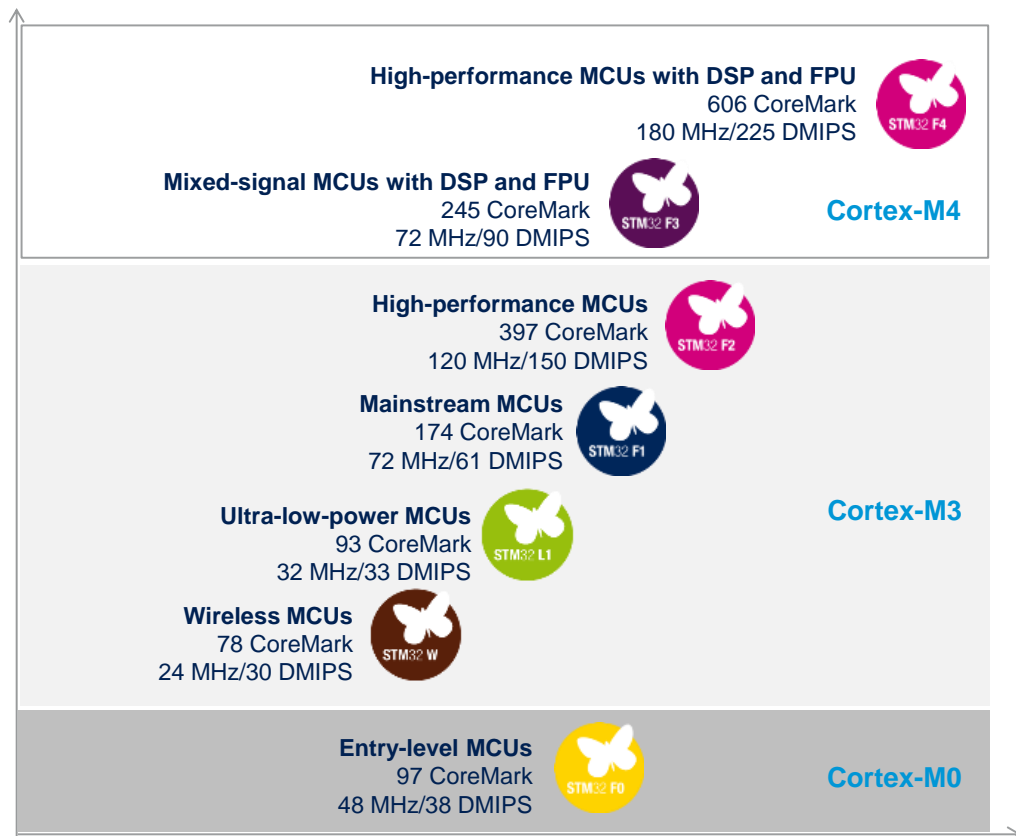 High-performance MCUs with DSP and FPU
606 CoreMark
180 MHz/225 DMIPS
STM32 F4
Mixed-signal MCUs with DSP and FPU
245 CoreMark
72 MHz/90 DMIPS
STM32 F3
Cortex-M4
High-performance MCUs
397 CoreMark
120 MHz/150 DMIPS
STM32 F2
Mainstream MCUs
174 CoreMark
72 MHz/61 DMIPS
STM32 F1
Ultra-low-power MCUs
93 CoreMark
32 MHz/33 DMIPS
STM32 L1
Cortex-M3
Wireless MCUs
78 CoreMark
24 MHz/30 DMIPS
STM32 W
Entry-level MCUs
97 CoreMark
48 MHz/38 DMIPS
STM32 F0
Cortex-M0